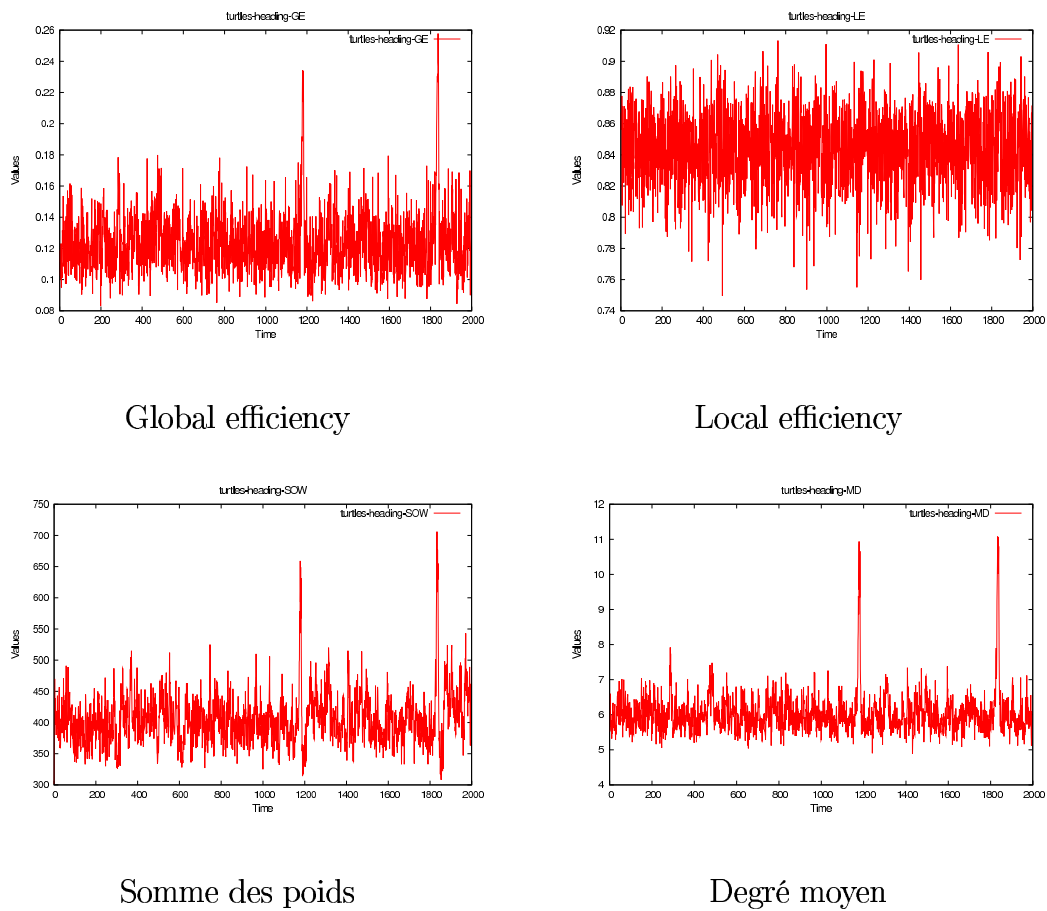 turtles-heading-GE
turtles-heading-GE
0.26
0.24
0.22
0.2
0.18
0.16
0.14
0.12
0.1
0.08
Values
0 200 400 600 800 1000 1200 1400 1600 1800 2000
Time
Global efficiency
turtles-heading-LE
turtles-heading-LE
0.92
0.9
0.88
0.86
0.84
0.82
0.8
0.78
0.76
0.74
Values
0 200 400 600 800 1000 1200 1400 1600 1800 2000
Time
Local efficiency
turtles-heading-SOW
turtles-heading-SOW
750
700
650
600
550
500
450
400
350
300
Values
0 200 400 600 800 1000 1200 1400 1600 1800 2000
Time
Somme des poids
turtles-heading-MD
turtles-heading-MD
12
11
10
9
8
7
6
5
4
Values
0 200 400 600 800 1000 1200 1400 1600 1800 2000
Time
Degré moyen